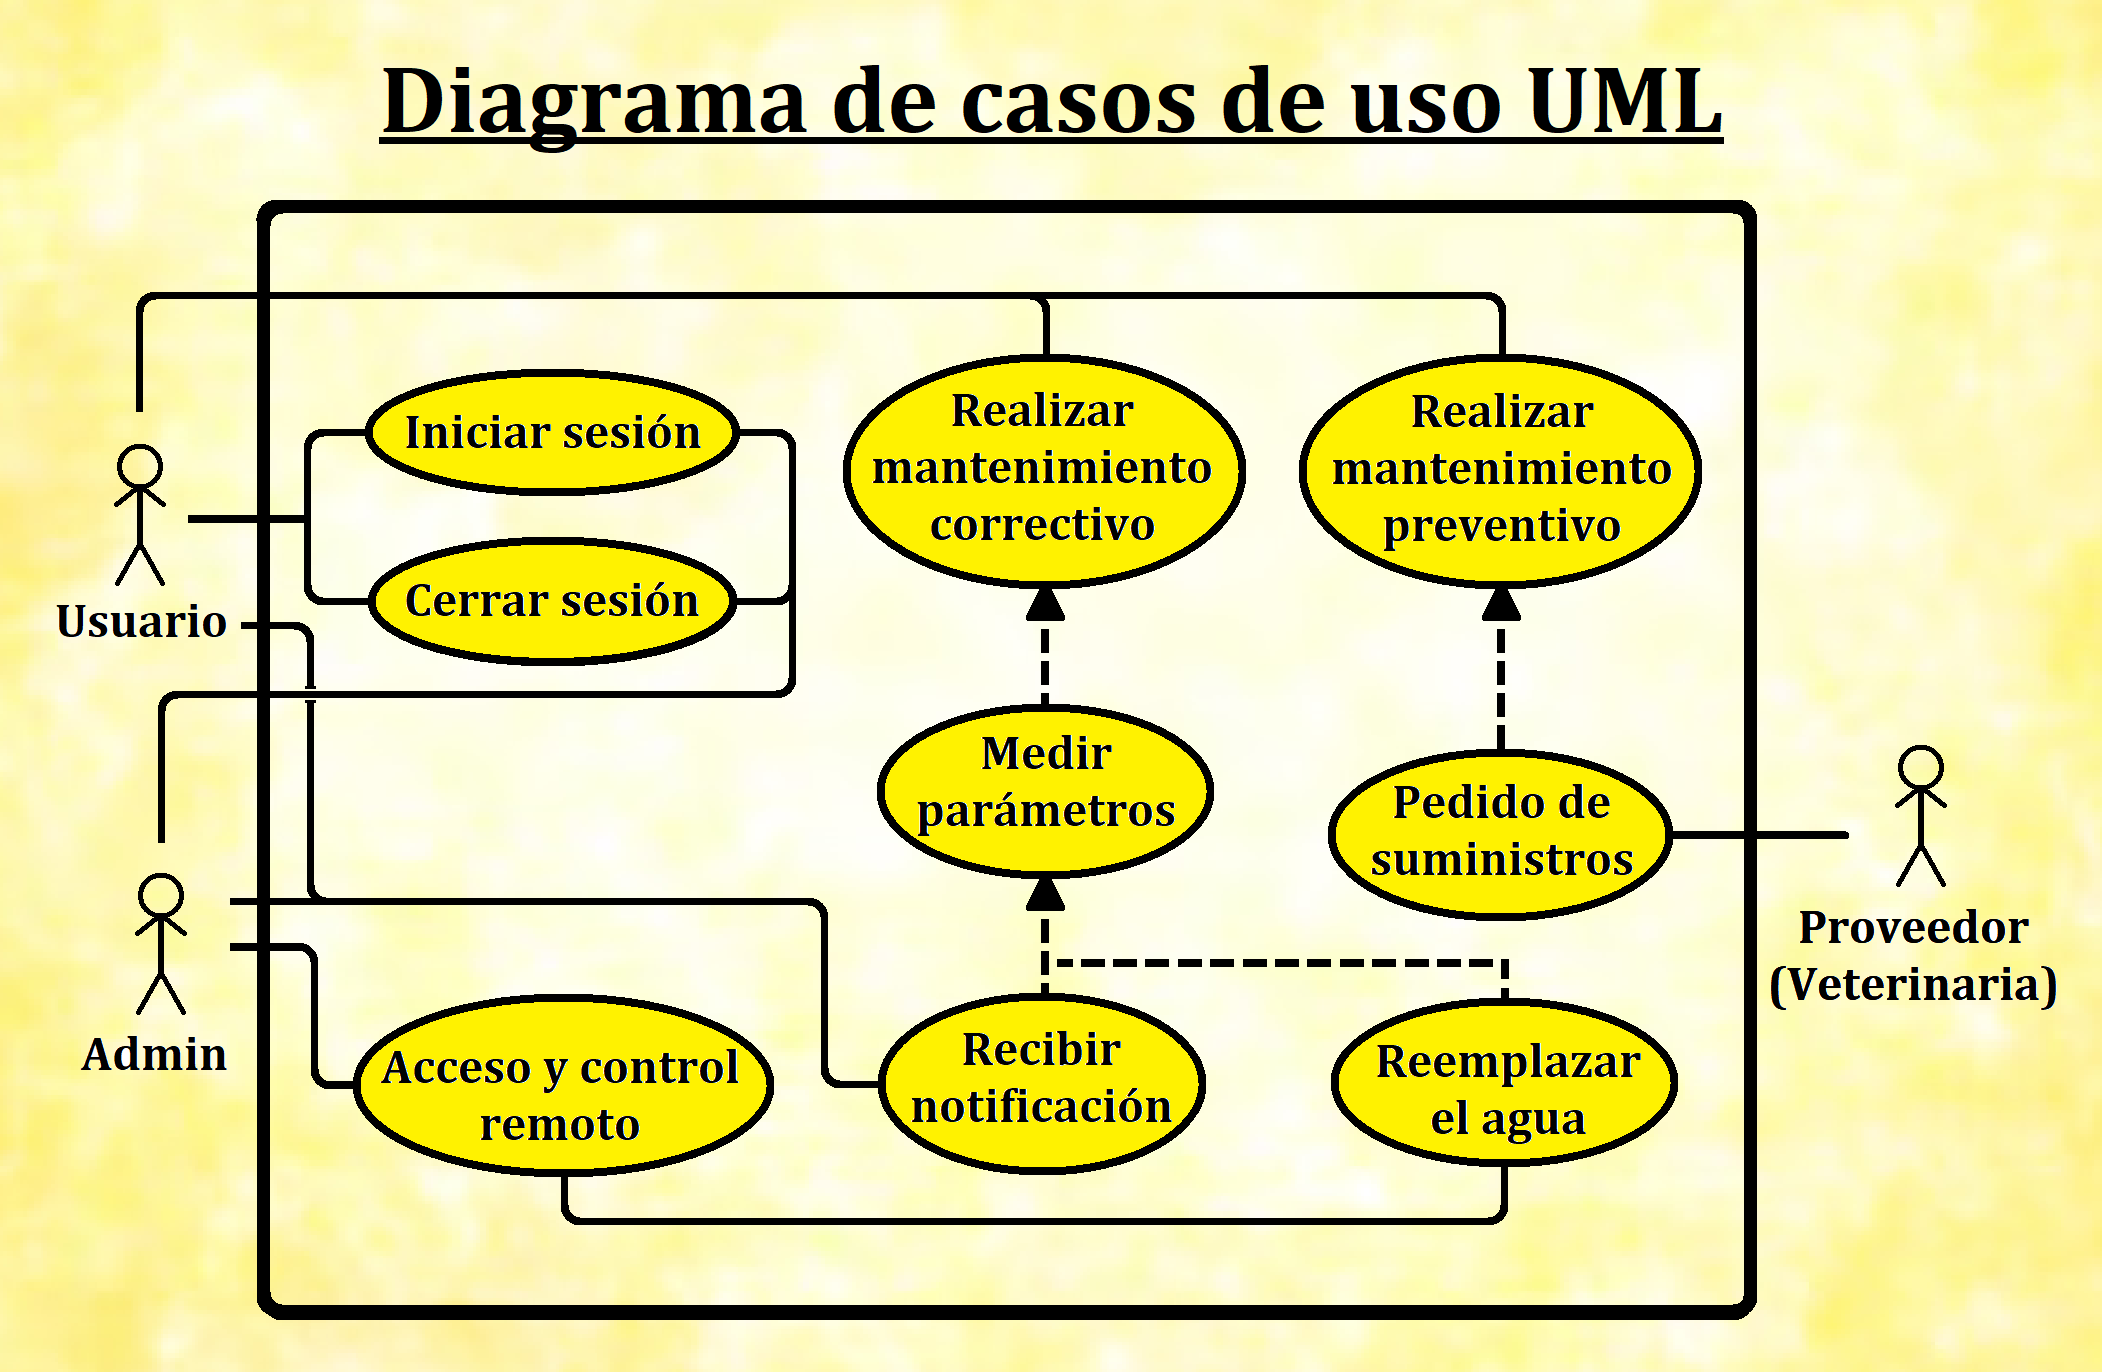 Diagrama de casos de uso UML
Iniciar sesión
Cerrar sesión
Realizar
mantenimiento
correctivo
Realizar
mantenimiento
preventivo
Usuario
Medir
parámetros
Pedido de
suministros
Proveedor
(Veterinaria)
Admin
Acceso y control
remoto
Recibir
notificación
Reemplazar
el agua